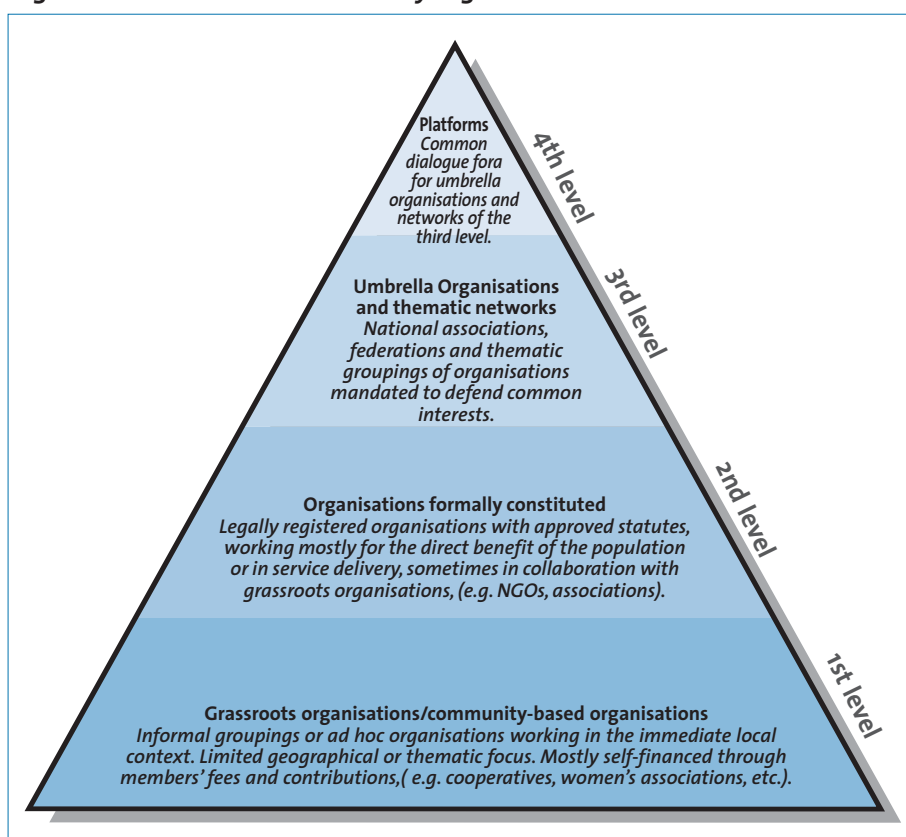 Platforms
Common
dialogue fora
for umbrella
organisations and
networks of the
third level.
4th level
Umbrella Organisations
and thematic networks
National associations,
federations and thematic
groupings of organisations
mandated to defend common
interests.
3rd level
Organisations formally constituted
Legally registered organisations with approved statutes,
working mostly for the direct benefit of the population
or in service delivery, sometimes in collaboration with
grassroots organisations, (e.g. NGOs, associations).
2nd level
Grassroots organisations/community-based organisations
Informal groupings or ad hoc organisations working in the immediate local
context. Limited geographical or thematic focus. Mostly self-financed through
members’ fees and contributions,( e.g. cooperatives, women’s associations, etc.).
1st level